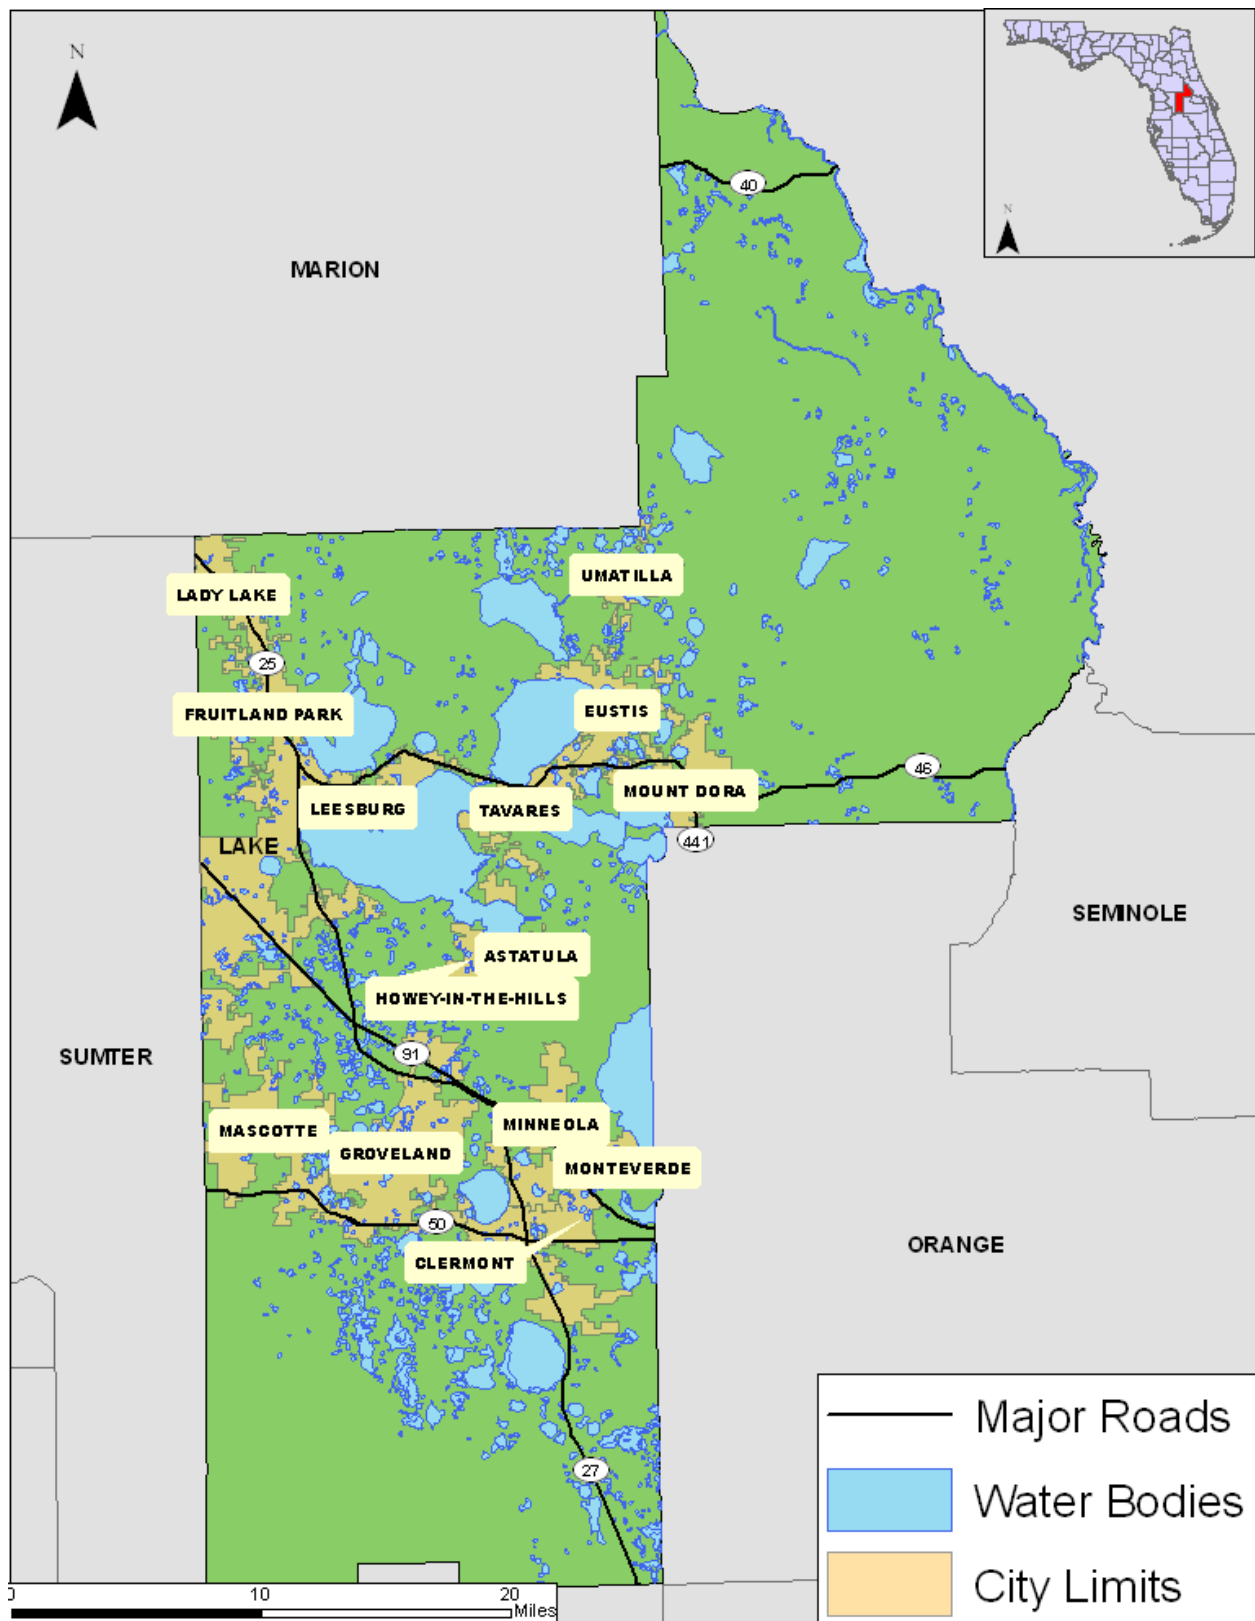 N
N
40
MARION
UMATILLA
LADY LAKE
25
FRUITLAND PARK
EUSTIS
46
LEESBURG
TAVARES
MOUNT DORA
441
LAKE
SEMINOLE
ASTATULA
HOWEY-IN-THE-HILLS
SUMTER
91
MINNEOLA
MASCOTTE
GROVELAND
MONTEVERDE
50
ORANGE
CLERMONT
27
Major Roads
Water Bodies
City Limits
0 10 20
Miles